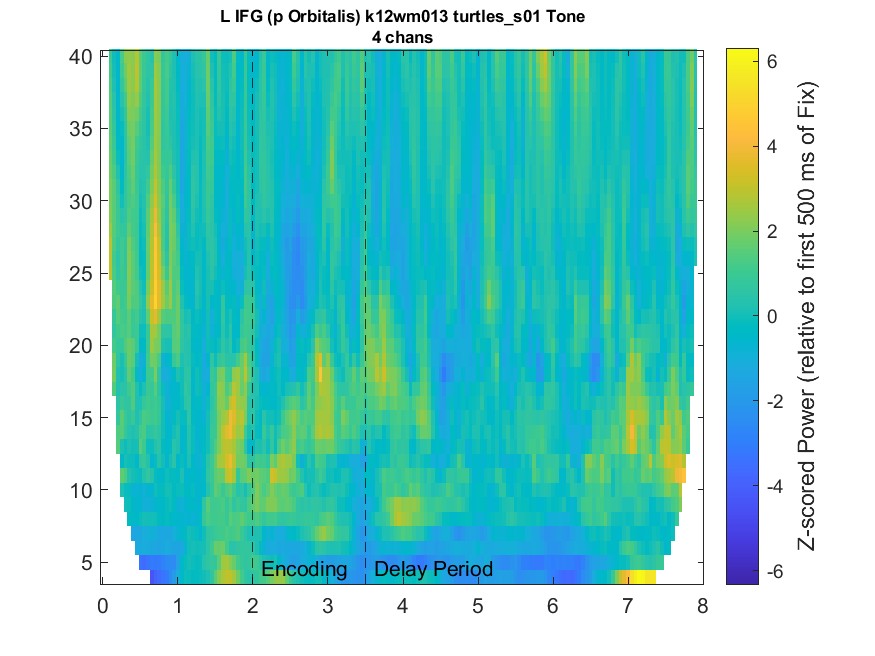 L IFG (p Orbitalis) k12wm013 turtles_s01 Tone
4 chans
40
35
30
25
20
15
10
5
Encoding
Delay Period
0 1 2 3 4 5 6 7 8
6
4
2
0
-2
-4
-6
Z-scored Power (relative to first 500 ms of Fix)